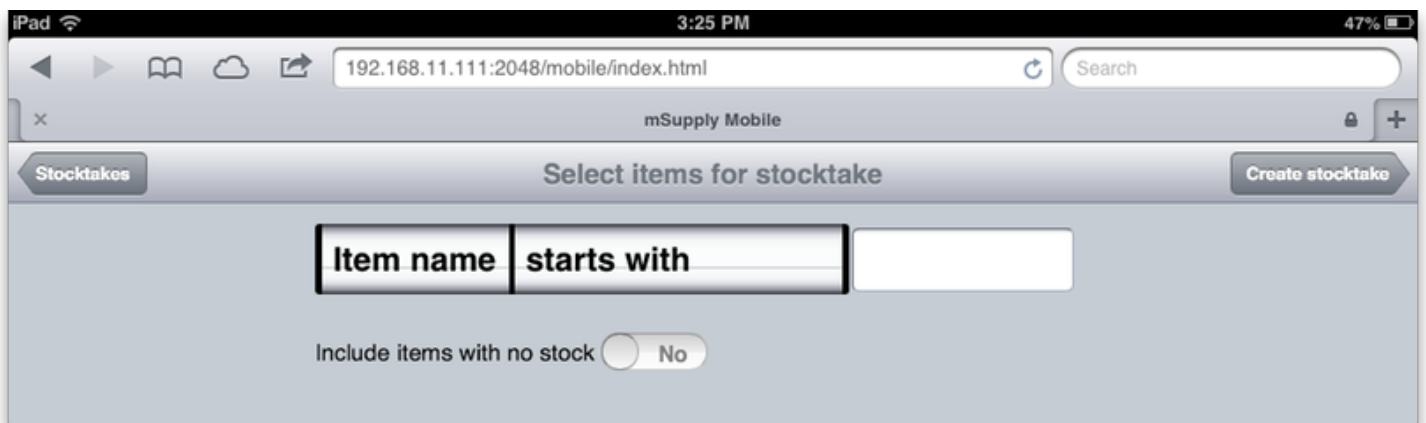 iPad 3:25 PM 47%
192.168.11.111:2048/mobile/index.html Search
mSupply Mobile
Stocktakes Select items for stocktake Create stocktake
Item name starts with
Include items with no stock No